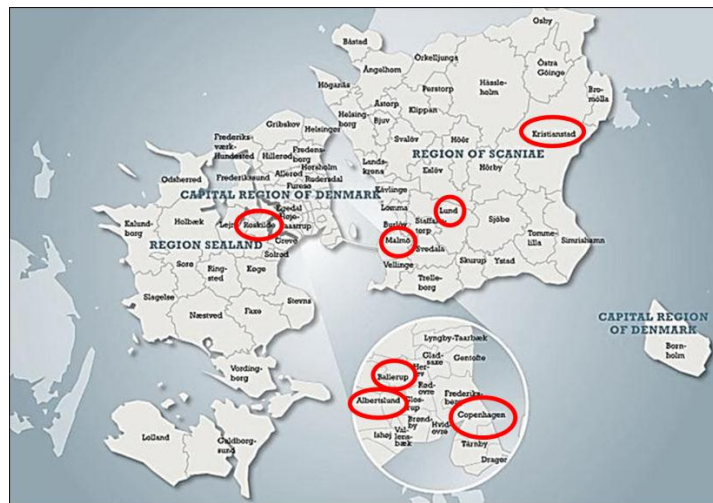 Osby
Båstad
Örkelljunga
Östra
Göinge
Ängelhom
Hässle-
holm
Höganäs
Perstorp
Bro-
mölla
Åstorp
Klippan
Helsing-
borg
Bjuv
Gribskov
Helsingør
Kristianstad
Frederiks-
værk-
Hundested
Svalöv
Höör
Hillerød
Fredens-
borg
REGION OF SCANIAE
Odsherred
Allerød
Hørsholm
Lands-
krona
Frederikssund
Rudersdal
Eslöv
Hörby
Furesø
CAPITAL REGION OF DENMARK
Kävlinge
Egedal
Lomma
Lund
Kalund-
borg
Holbæk
Lejre
Roskilde
Høje-
taastrup
Burlöv
Staffans-
torp
Sjöbo
Tomme-
lilla
Simrishamn
REGION SEALAND
Greve
Malmö
Svedala
Solrød
Skurup
Ystad
Sorø
Ring-
sted
Køge
Vellinge
Trelle-
borg
Slagelse
Stevns
Næstved
Faxe
CAPITAL REGION
OF DENMARK
Born-
holm
Lyngby-Taarbæk
Glad-
saxe
Gentofte
Vording-
borg
Ballerup
Her-
lev
Rød-
ovre
Frederiks-
berg
Albertslund
Glos-
trup
Copenhagen
Brønd-
by
Hvid-
ovre
Lolland
Guldborg-
sund
Ishøj
Val-
lens-
bæk
Tårnby
Dragør